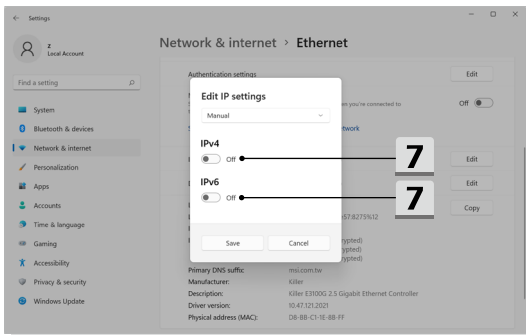 Settings
z
Local Account
Find a setting
System
Bluetooth & devices
Network & internet
Personalization
Apps
Accounts
Time & language
Gaming
Accessibility
Privacy & security
Windows Update
Network & internet › Ethernet
Authentication settings
Edit
en you're connected to
Off
twork
Edit IP settings
Manual
IPv4
Off
7
Edit
IPv6
Off
7
Edit
Copy
Save
Cancel
rypted)
rypted)
rypted)
Primary DNS suffix: msi.com.tw
Manufacturer: Killer
Description: Killer E3100G 2.5 Gigabit Ethernet Controller
Driver version: 10.47.121.2021
Physical address (MAC): D8-BB-C1-1E-8B-FF